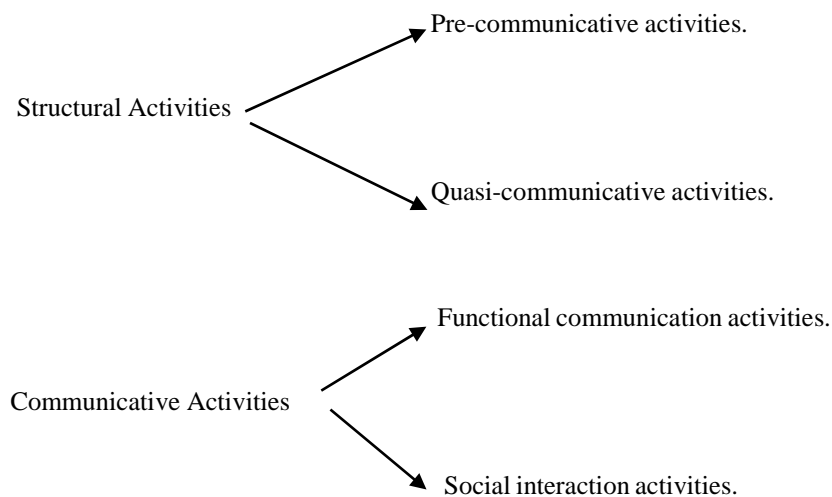 Pre-communicative activities.
Structural Activities
Quasi-communicative activities.
Functional communication activities.
Communicative Activities
Social interaction activities.